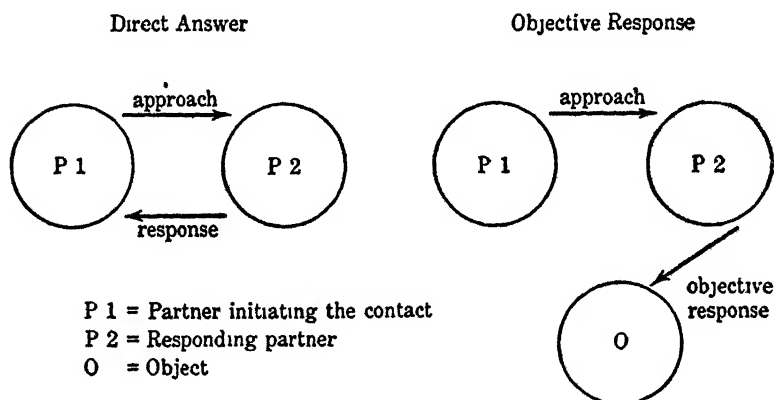 Direct Answer
Objective Response
approach
P 1
P 2
response
approach
P 1
P 2
objective
response
O
P 1 = Partner initiating the contact
P 2 = Responding partner
O = Object